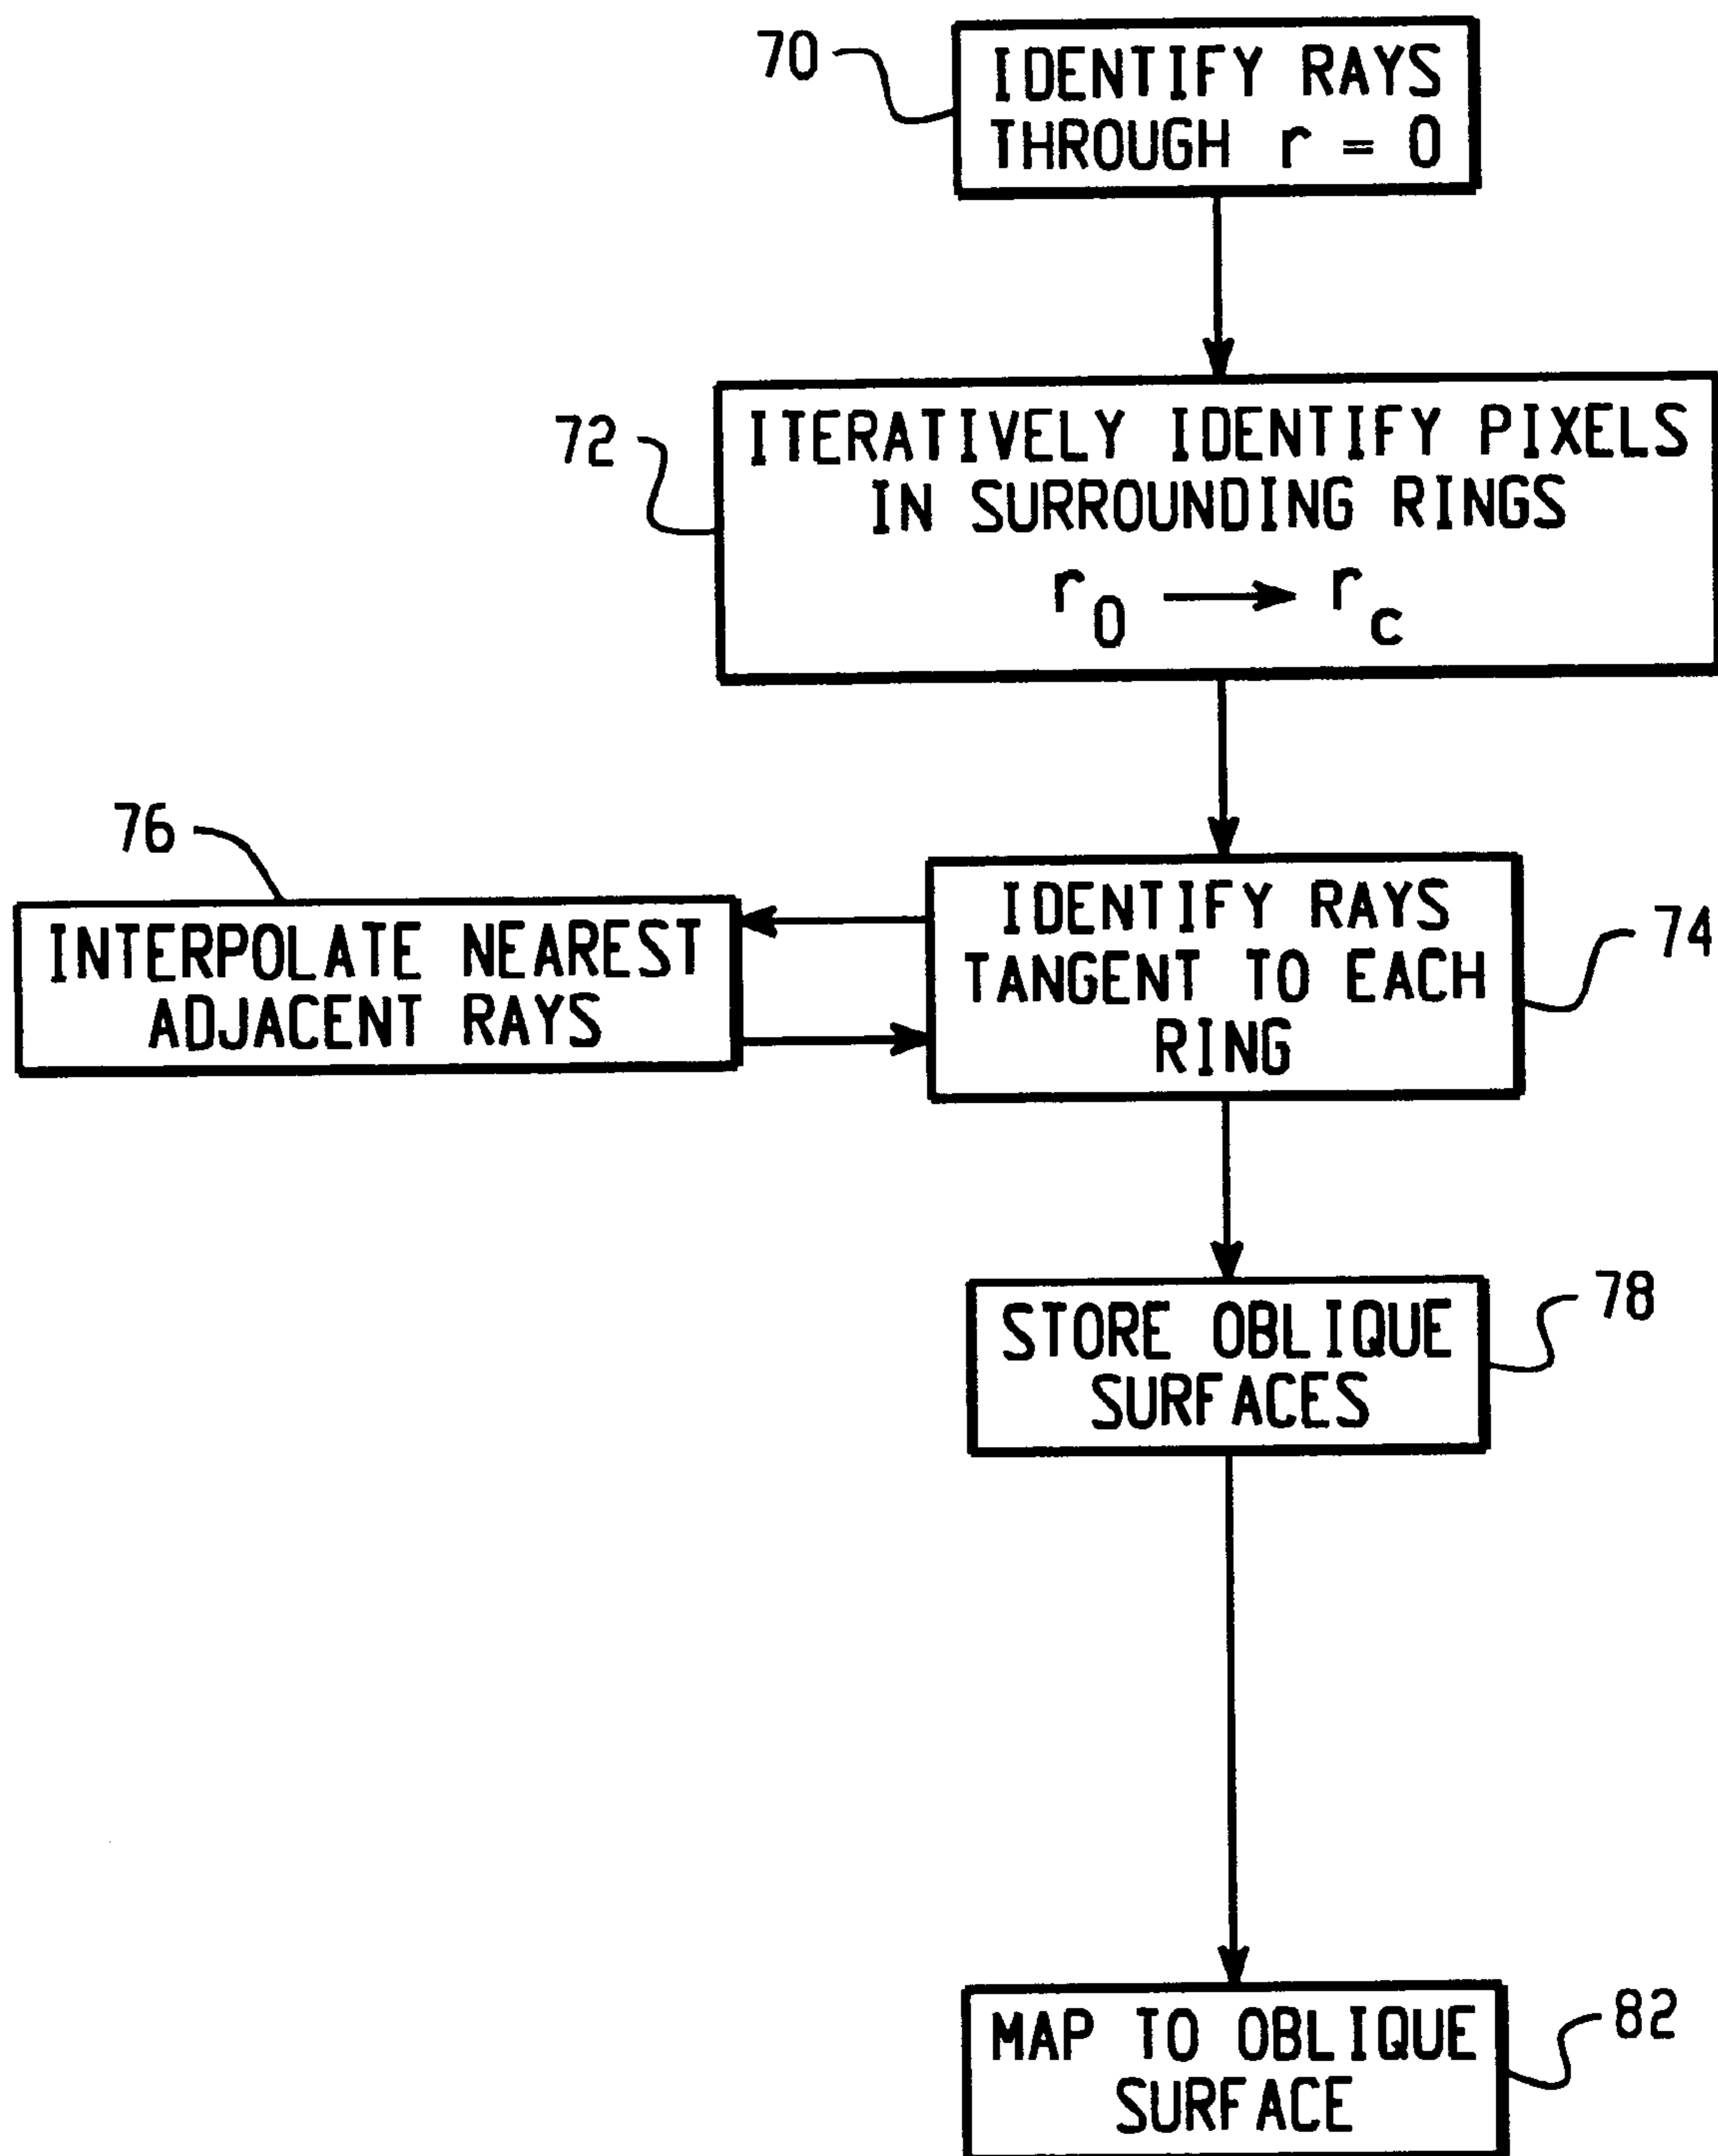 70
IDENTIFY RAYS
THROUGH r = 0
72
ITERATIVELY IDENTIFY PIXELS
IN SURROUNDING RINGS
r0 → rc
76
INTERPOLATE NEAREST
ADJACENT RAYS
IDENTIFY RAYS
TANGENT TO EACH
RING
74
STORE OBLIQUE
SURFACES
78
MAP TO OBLIQUE
SURFACE
82